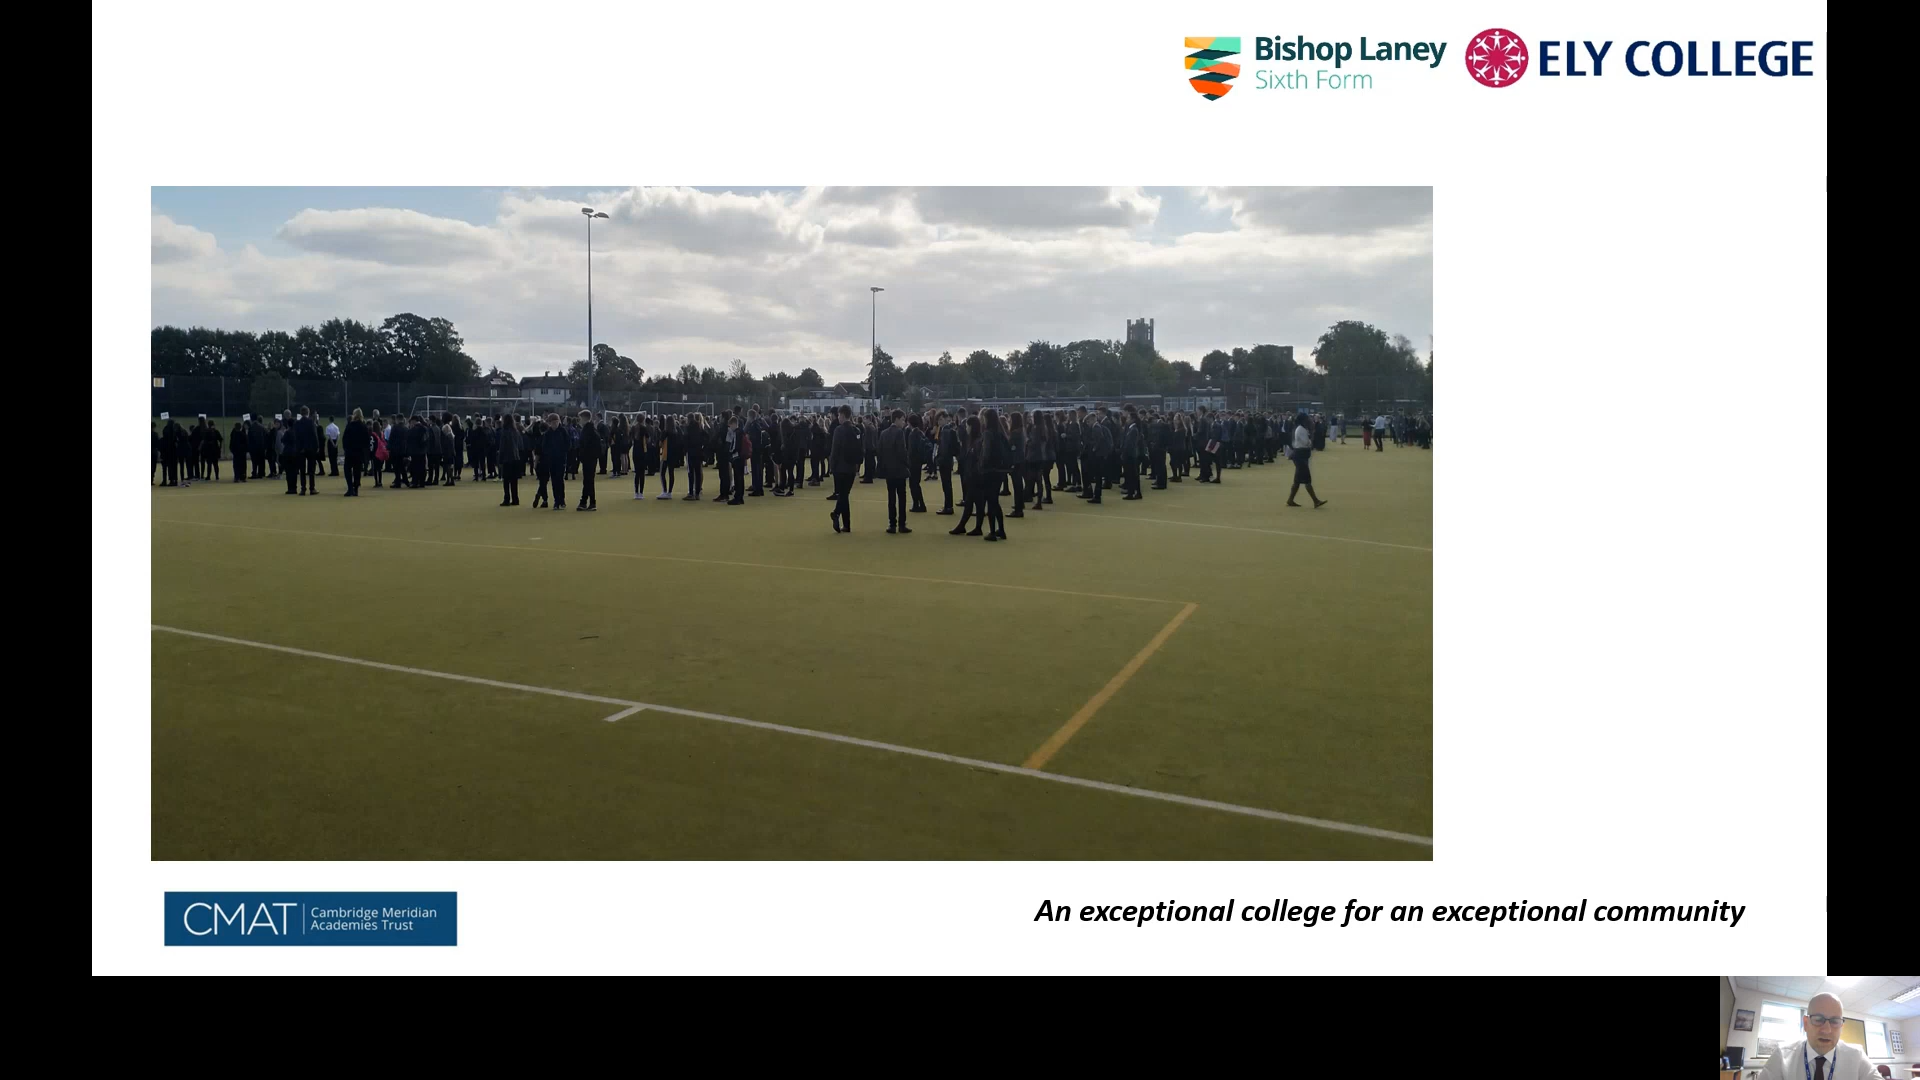 Bishop Laney
Sixth Form
ELY COLLEGE
CMAT
Cambridge Meridian
Academies Trust
An exceptional college for an exceptional community